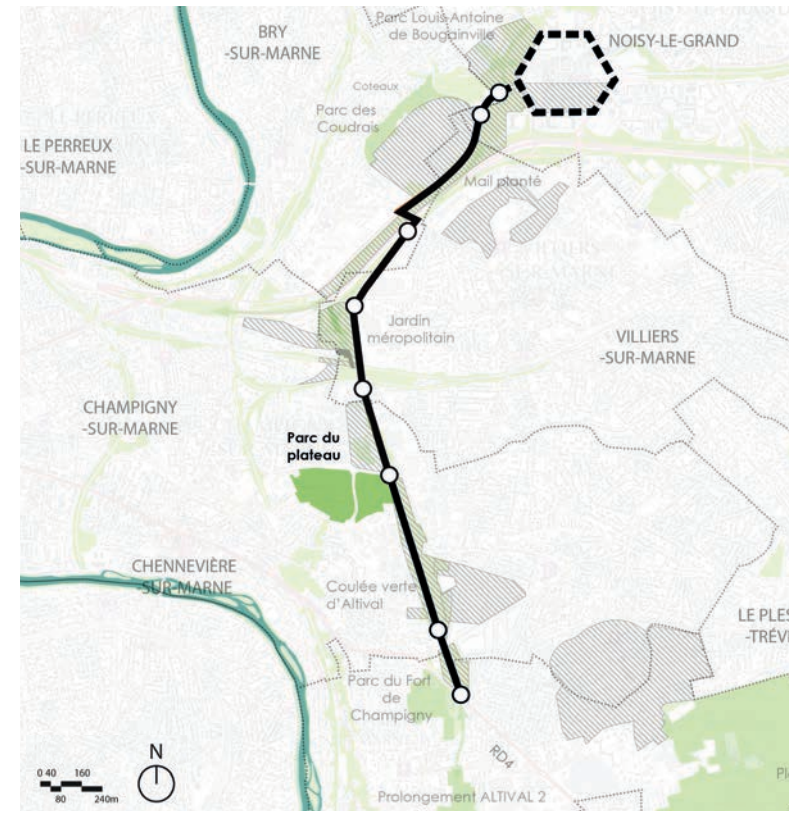 Parc Louis Antoine
de Bougainville
BRY
-SUR-MARNE
NOISY-LE-GRAND
Coteaux
Parc des
Coudrais
LE PERREUX
-SUR-MARNE
Mail planté
Jardin
méropolitain
VILLIERS
-SUR-MARNE
CHAMPIGNY
-SUR-MARNE
Parc du
plateau
CHENNEVIÈRE
-SUR-MARNE
Coulée verte
d'Altival
LE PLES
-TRÉVI
Parc du Fort
de
Champigny
RD4
N
0 40 160
80 240m
Prolongement ALTIVAL 2